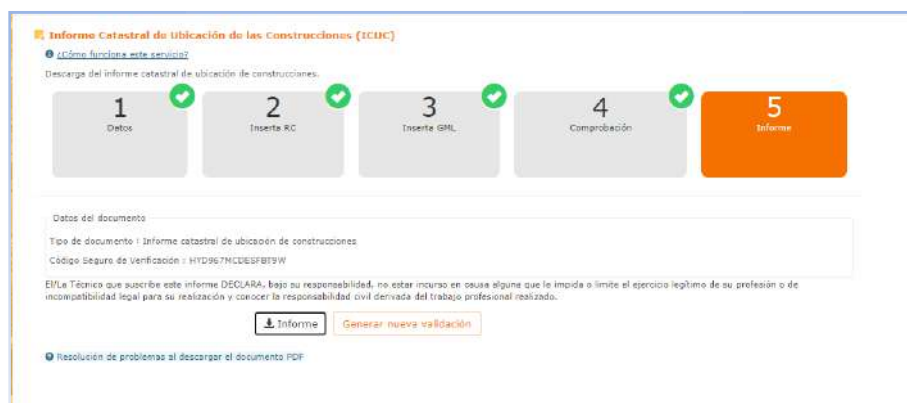 Informe Catastral de Ubicación de las Construcciones (ICUC)
¿Cómo funciona este servicio?
Descarga del informe catastral de ubicación de construcciones.
1
Datos
2
Inserta RC
3
Inserta GML
4
Comprobación
5
Informe
Datos del documento
Tipo de documento : Informe catastral de ubicación de construcciones
Código Seguro de Verificación : HYD967MCDESFBT9W
El/La Técnico que suscribe este informe DECLARA, bajo su responsabilidad, no estar incurso en causa alguna que le impida o limite el ejercicio legítimo de su profesión o de
incompatibilidad legal para su realización y conocer la responsabilidad civil derivada del trabajo profesional realizado.
Informe
Generar nueva validación
Resolución de problemas al descargar el documento PDF